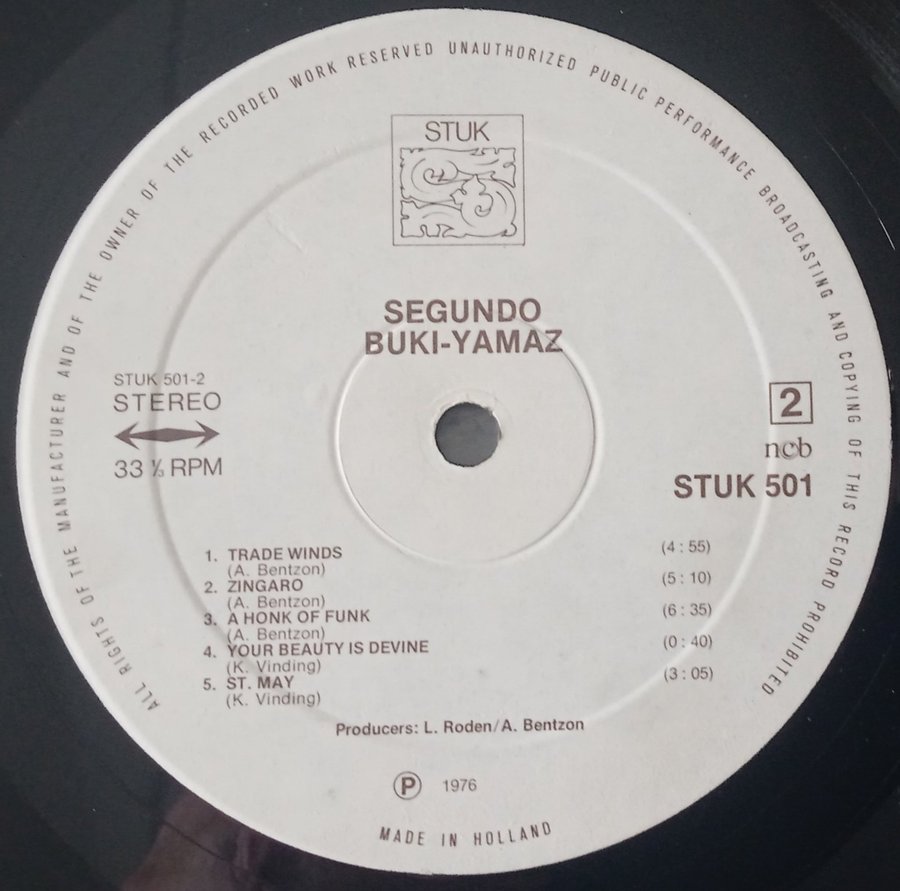 ALL RIGHTS OF THE MANUFACTURER AND OF THE OWNER OF THE RECORDED WORK RESERVED UNAUTHORIZED PUBLIC PERFORMANCE BROADCASTING AND COPYING OF THIS RECORD PROHIBITED
STUK
SEGUNDO
BUKI-YAMAZ
STUK 501-2
STEREO
33 ⅓ RPM
2
ncb
STUK 501
1. TRADE WINDS (4 : 55)
(A. Bentzon)
2. ZINGARO (5 : 10)
(A. Bentzon)
3. A HONK OF FUNK (6 : 35)
(A. Bentzon)
4. YOUR BEAUTY IS DEVINE (0 : 40)
(K. Vinding)
5. ST. MAY (3 : 05)
(K. Vinding)
Producers: L. Roden/A. Bentzon
Ⓟ 1976
MADE IN HOLLAND